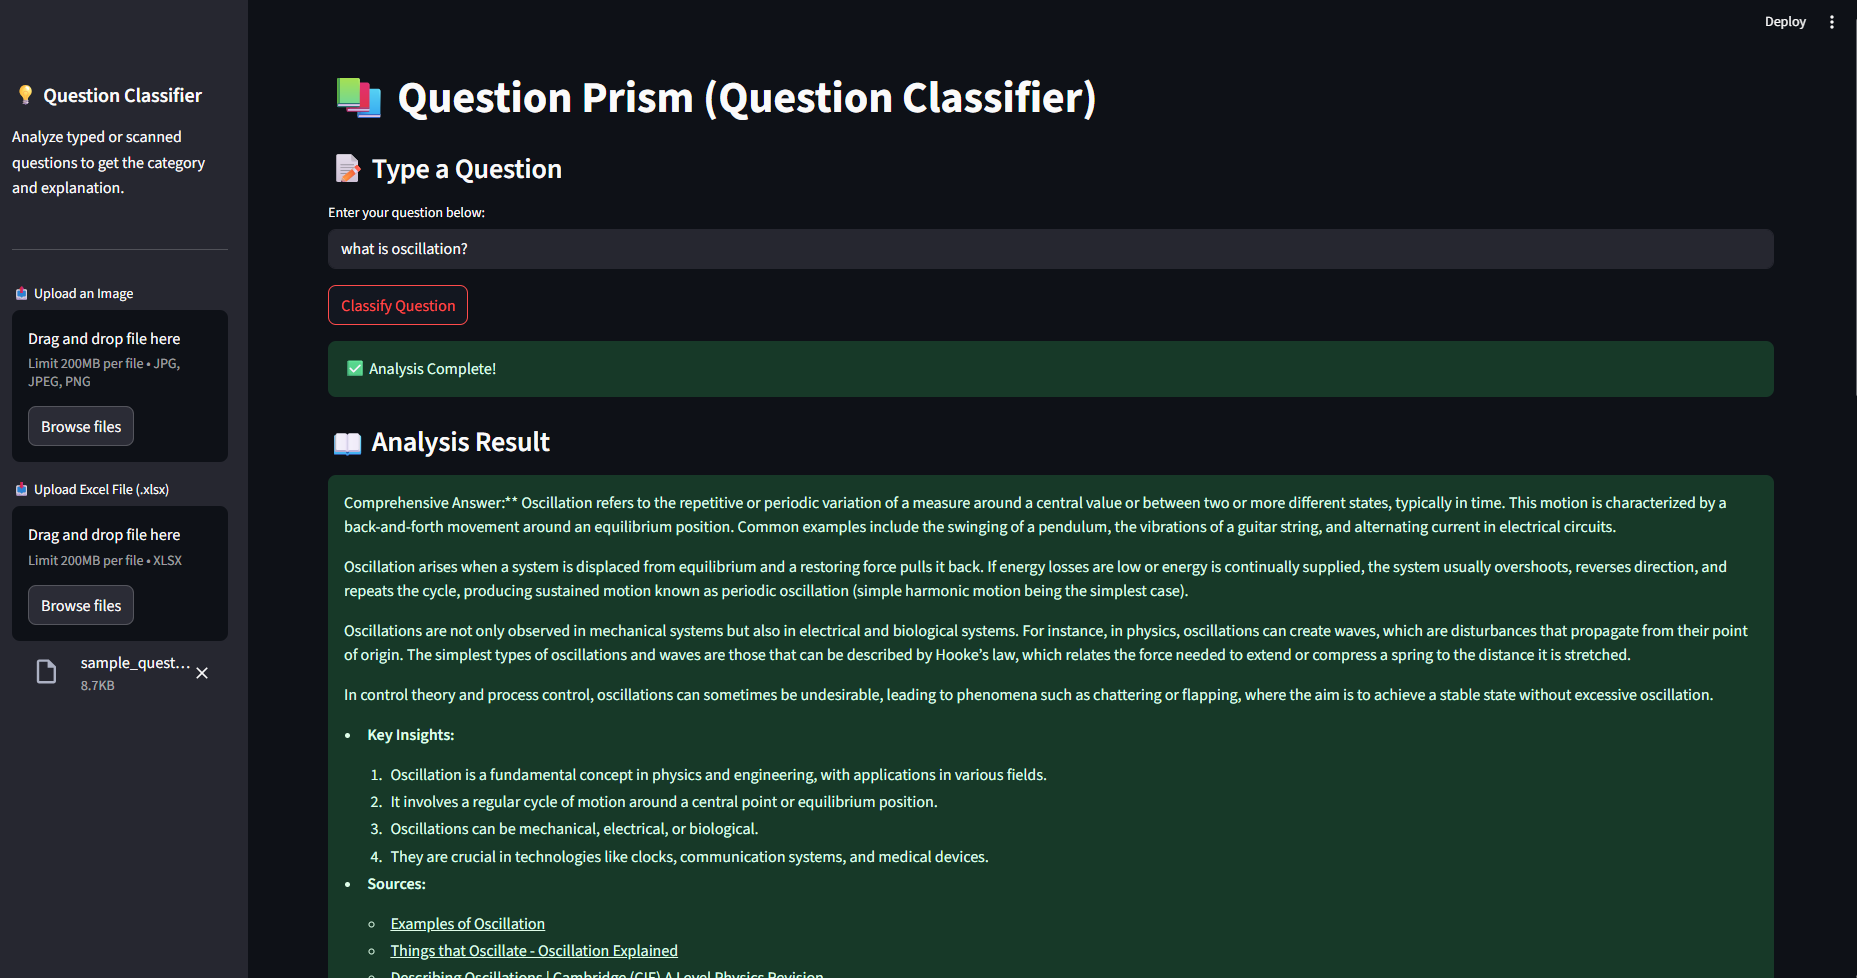 Deploy
Question Classifier
Analyze typed or scanned
questions to get the category
and explanation.
Upload an Image
Drag and drop file here
Limit 200MB per file • JPG,
JPEG, PNG
Browse files
Upload Excel File (.xlsx)
Drag and drop file here
Limit 200MB per file • XLSX
Browse files
sample_quest...
8.7KB
Question Prism (Question Classifier)
Type a Question
Enter your question below:
what is oscillation?
Classify Question
Analysis Complete!
Analysis Result
Comprehensive Answer:** Oscillation refers to the repetitive or periodic variation of a measure around a central value or between two or more different states, typically in time. This motion is characterized by a
back-and-forth movement around an equilibrium position. Common examples include the swinging of a pendulum, the vibrations of a guitar string, and alternating current in electrical circuits.
Oscillation arises when a system is displaced from equilibrium and a restoring force pulls it back. If energy losses are low or energy is continually supplied, the system usually overshoots, reverses direction, and
repeats the cycle, producing sustained motion known as periodic oscillation (simple harmonic motion being the simplest case).
Oscillations are not only observed in mechanical systems but also in electrical and biological systems. For instance, in physics, oscillations can create waves, which are disturbances that propagate from their point
of origin. The simplest types of oscillations and waves are those that can be described by Hooke's law, which relates the force needed to extend or compress a spring to the distance it is stretched.
In control theory and process control, oscillations can sometimes be undesirable, leading to phenomena such as chattering or flapping, where the aim is to achieve a stable state without excessive oscillation.
• Key Insights:
1. Oscillation is a fundamental concept in physics and engineering, with applications in various fields.
2. It involves a regular cycle of motion around a central point or equilibrium position.
3. Oscillations can be mechanical, electrical, or biological.
4. They are crucial in technologies like clocks, communication systems, and medical devices.
• Sources:
◦ Examples of Oscillation
◦ Things that Oscillate - Oscillation Explained
◦ Describing Oscillations | Cambridge (CIE) A Level Physics Revision